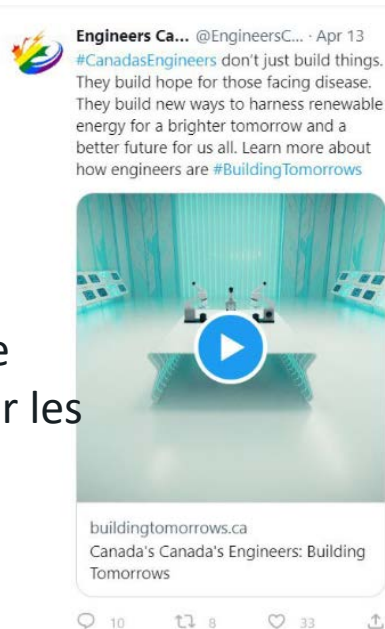 Engineers Ca... @EngineersC... · Apr 13
#CanadasEngineers don't just build things.
They build hope for those facing disease.
They build new ways to harness renewable
energy for a brighter tomorrow and a
better future for us all. Learn more about
how engineers are #BuildingTomorrows
e
r les
buildingtomorrows.ca
Canada's Canada's Engineers: Building
Tomorrows
10 8 33